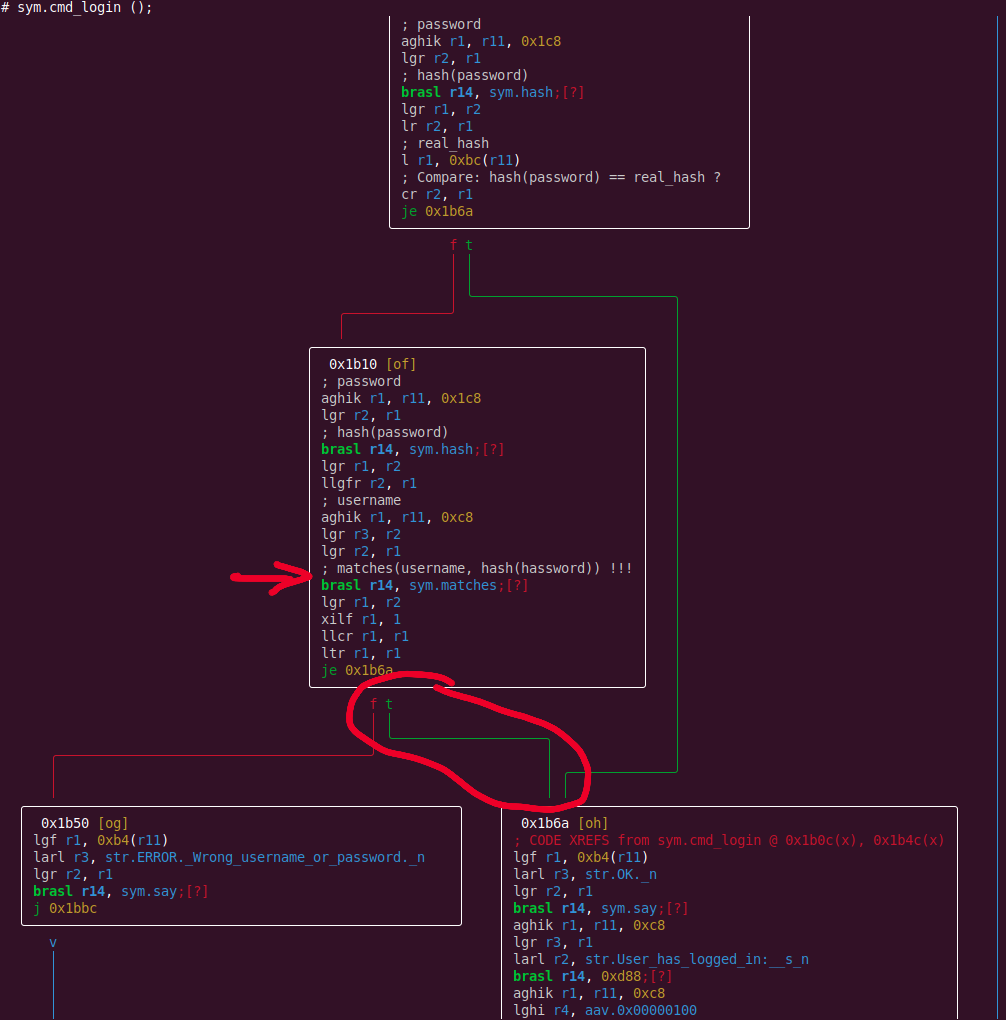 # sym.cmd_login ();
; password
aghik r1, r11, 0x1c8
lgr r2, r1
; hash(password)
brasl r14, sym.hash;[?]
lgr r1, r2
lr r2, r1
; real_hash
l r1, 0xbc(r11)
; Compare: hash(password) == real_hash ?
cr r2, r1
je 0x1b6a
f t
0x1b10 [of]
; password
aghik r1, r11, 0x1c8
lgr r2, r1
; hash(password)
brasl r14, sym.hash;[?]
lgr r1, r2
llgfr r2, r1
; username
aghik r1, r11, 0xc8
lgr r3, r2
lgr r2, r1
; matches(username, hash(hassword)) !!!
brasl r14, sym.matches;[?]
lgr r1, r2
xilf r1, 1
llcr r1, r1
ltr r1, r1
je 0x1b6a
f t
0x1b50 [og]
lgf r1, 0xb4(r11)
larl r3, str.ERROR._Wrong_username_or_password._n
lgr r2, r1
brasl r14, sym.say;[?]
j 0x1bbc
v
0x1b6a [oh]
; CODE XREFS from sym.cmd_login @ 0x1b0c(x), 0x1b4c(x)
lgf r1, 0xb4(r11)
larl r3, str.OK._n
lgr r2, r1
brasl r14, sym.say;[?]
aghik r1, r11, 0xc8
lgr r3, r1
larl r2, str.User_has_logged_in:__s_n
brasl r14, 0xd88;[?]
aghik r1, r11, 0xc8
lghi r4, aav.0x00000100